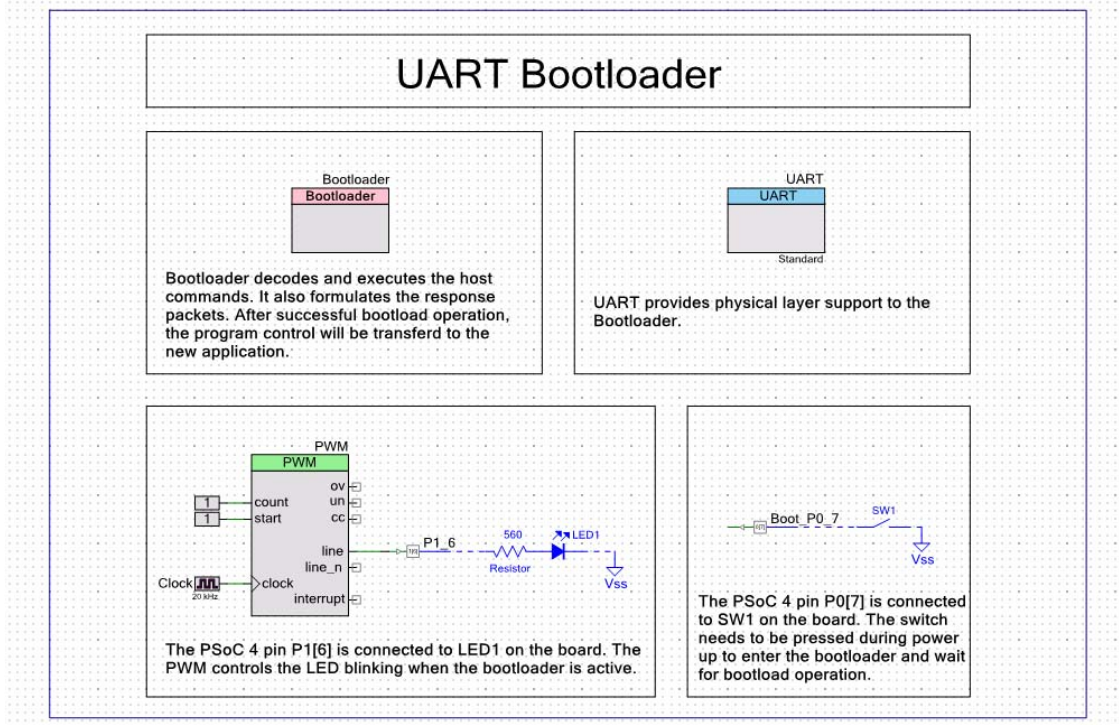 UART Bootloader
Bootloader
Bootloader
Bootloader decodes and executes the host
commands. It also formulates the response
packets. After successful bootload operation,
the program control will be transferd to the
new application.
UART
UART
Standard
UART provides physical layer support to the
Bootloader.
PWM
PWM
ov
un
cc
1
count
1
start
line
line_n
Clock
20 kHz
clock
interrupt
P1_6
560
Resistor
LED1
Vss
The PSoC 4 pin P1[6] is connected to LED1 on the board. The
PWM controls the LED blinking when the bootloader is active.
Boot_P0_7
SW1
Vss
The PSoC 4 pin P0[7] is connected
to SW1 on the board. The switch
needs to be pressed during power
up to enter the bootloader and wait
for bootload operation.